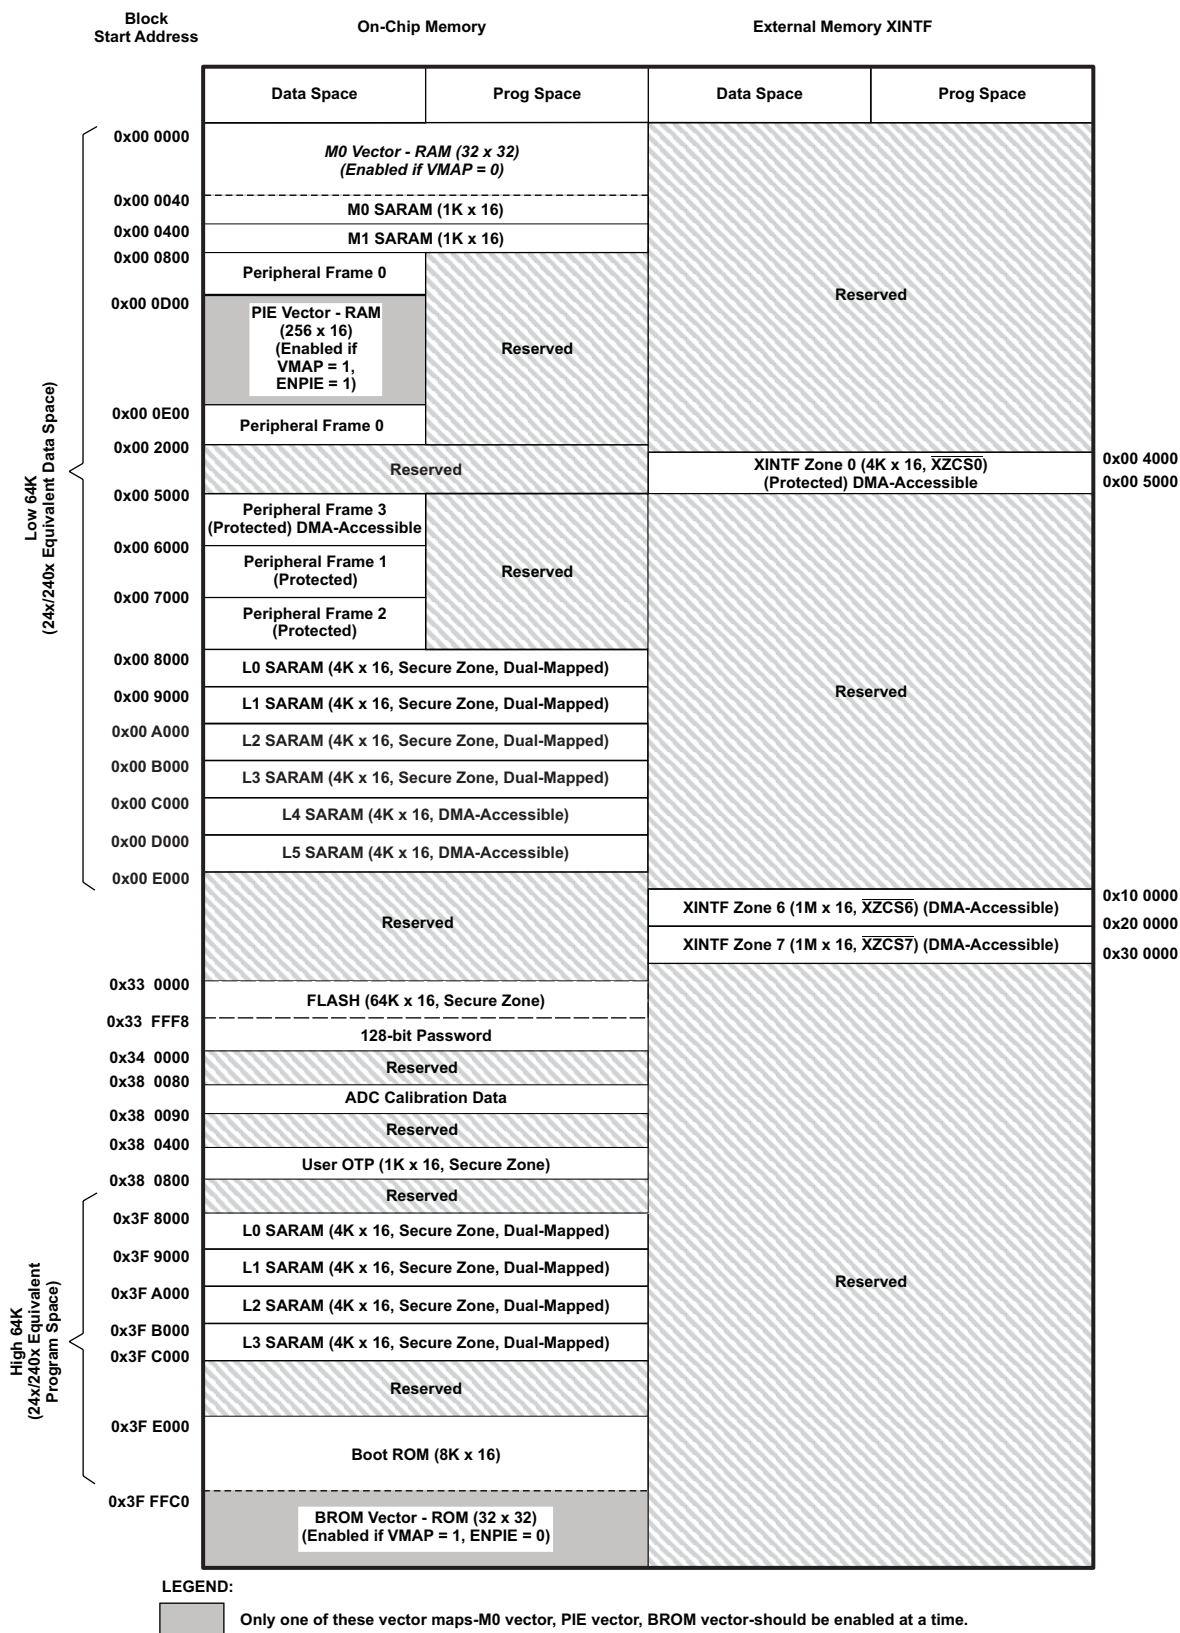 Block
Start Address
On-Chip Memory
External Memory XINTF
Data Space
Prog Space
Data Space
Prog Space
0x00 0000
M0 Vector - RAM (32 x 32)
(Enabled if VMAP = 0)
0x00 0040
M0 SARAM (1K x 16)
0x00 0400
M1 SARAM (1K x 16)
0x00 0800
Peripheral Frame 0
Reserved
0x00 0D00
PIE Vector - RAM
(256 x 16)
(Enabled if
VMAP = 1,
ENPIE = 1)
Reserved
0x00 0E00
Peripheral Frame 0
0x00 2000
Reserved
XINTF Zone 0 (4K x 16, XZCS0)
(Protected) DMA-Accessible
0x00 4000
0x00 5000
0x00 5000
Peripheral Frame 3
(Protected) DMA-Accessible
0x00 6000
Peripheral Frame 1
(Protected)
Reserved
0x00 7000
Peripheral Frame 2
(Protected)
Low 64K
(24x/240x Equivalent Data Space)
0x00 8000
L0 SARAM (4K x 16, Secure Zone, Dual-Mapped)
0x00 9000
L1 SARAM (4K x 16, Secure Zone, Dual-Mapped)
Reserved
0x00 A000
L2 SARAM (4K x 16, Secure Zone, Dual-Mapped)
0x00 B000
L3 SARAM (4K x 16, Secure Zone, Dual-Mapped)
0x00 C000
L4 SARAM (4K x 16, DMA-Accessible)
0x00 D000
L5 SARAM (4K x 16, DMA-Accessible)
0x00 E000
Reserved
XINTF Zone 6 (1M x 16, XZCS6) (DMA-Accessible)
0x10 0000
0x20 0000
XINTF Zone 7 (1M x 16, XZCS7) (DMA-Accessible)
0x30 0000
0x33 0000
FLASH (64K x 16, Secure Zone)
0x33 FFF8
128-bit Password
0x34 0000
Reserved
0x38 0080
ADC Calibration Data
0x38 0090
Reserved
0x38 0400
User OTP (1K x 16, Secure Zone)
0x38 0800
Reserved
0x3F 8000
L0 SARAM (4K x 16, Secure Zone, Dual-Mapped)
0x3F 9000
L1 SARAM (4K x 16, Secure Zone, Dual-Mapped)
Reserved
0x3F A000
L2 SARAM (4K x 16, Secure Zone, Dual-Mapped)
0x3F B000
L3 SARAM (4K x 16, Secure Zone, Dual-Mapped)
0x3F C000
High 64K
(24x/240x Equivalent
Program Space)
Reserved
0x3F E000
Boot ROM (8K x 16)
0x3F FFC0
BROM Vector - ROM (32 x 32)
(Enabled if VMAP = 1, ENPIE = 0)
LEGEND:
Only one of these vector maps-M0 vector, PIE vector, BROM vector-should be enabled at a time.